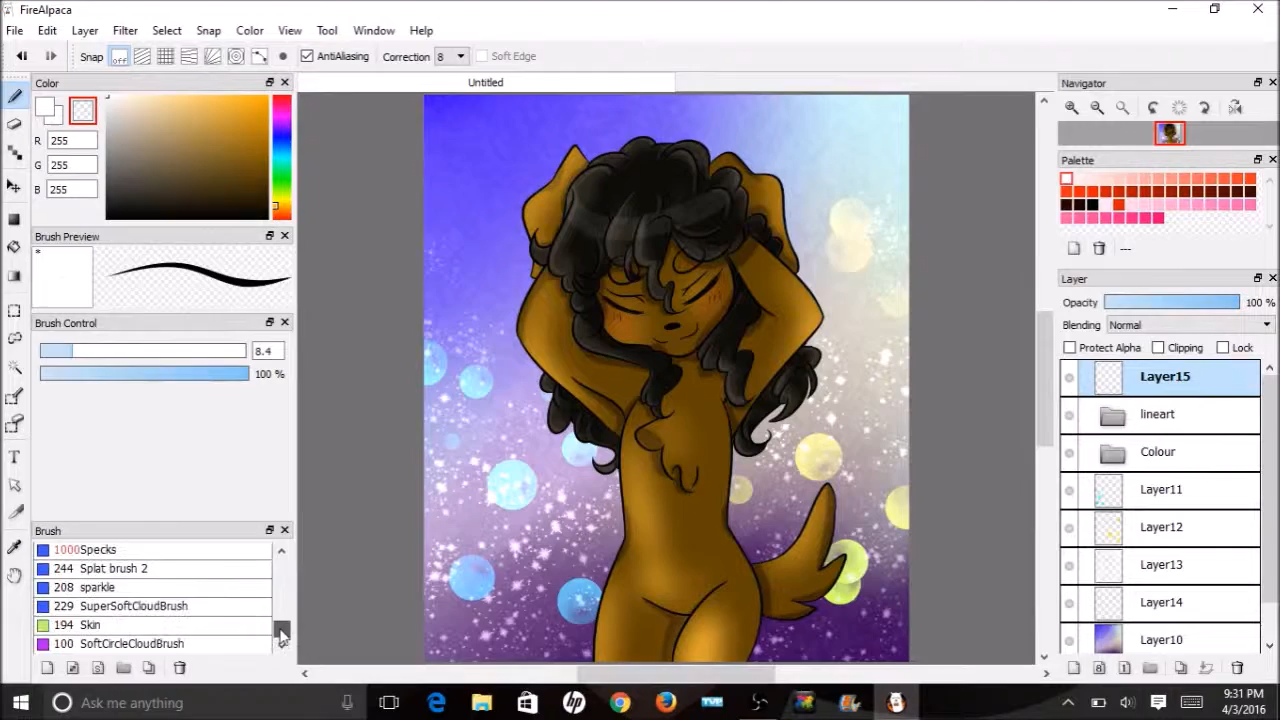 FireAlpaca
File Edit Layer Filter Select Snap Color View Tool Window Help
Snap off AntiAliasing Correction 8 Soft Edge
Color Untitled Navigator
R 255
G 255
B 255
Palette
---
Brush Preview
*
Layer
Opacity 100 %
Blending Normal
Brush Control
Protect Alpha Clipping Lock
8.4
100 %
Layer15
lineart
Colour
Layer11
Layer12
Layer13
Layer14
Layer10
Brush
1000 Specks
244 Splat brush 2
208 sparkle
229 SuperSoftCloudBrush
194 Skin
100 SoftCircleCloudBrush
Ask me anything
hp
TVP
9:31 PM
4/3/2016